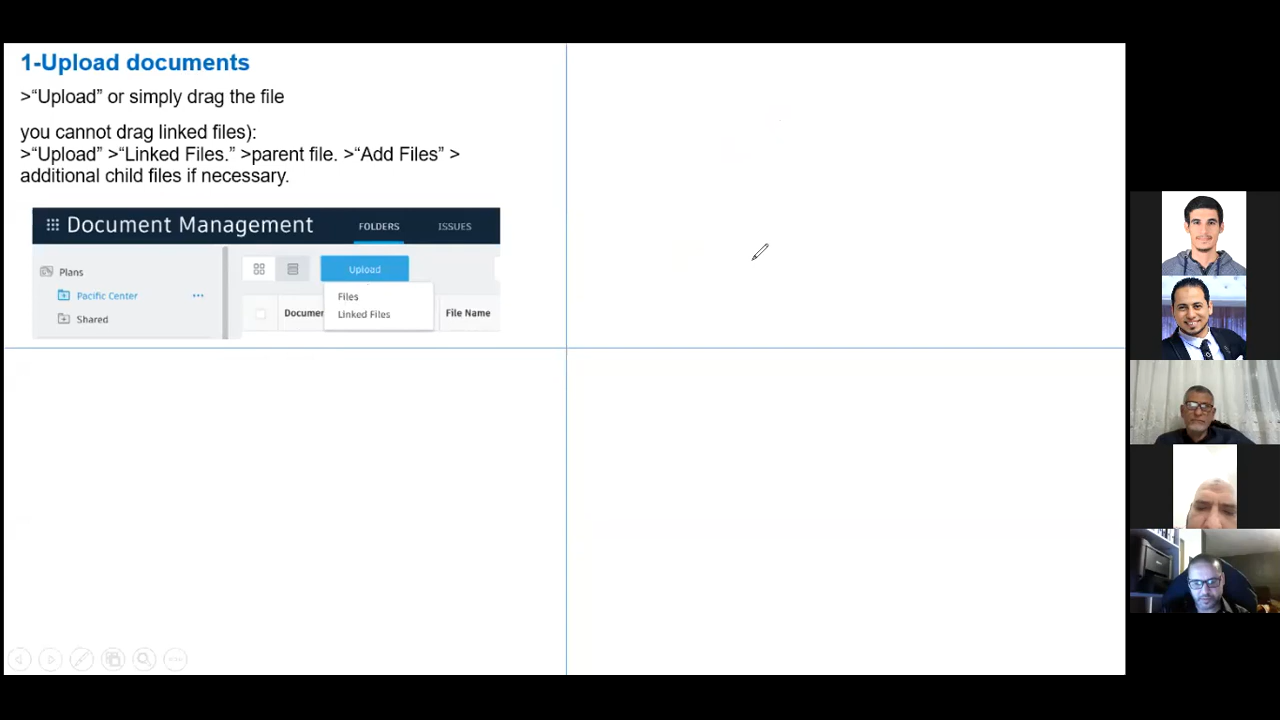 1-Upload documents
>“Upload” or simply drag the file
you cannot drag linked files):
>“Upload” >“Linked Files.” >parent file. >“Add Files” >
additional child files if necessary.
Document Management
FOLDERS
ISSUES
Plans
Upload
Pacific Center
Files
Shared
Docume
Linked Files
File Name